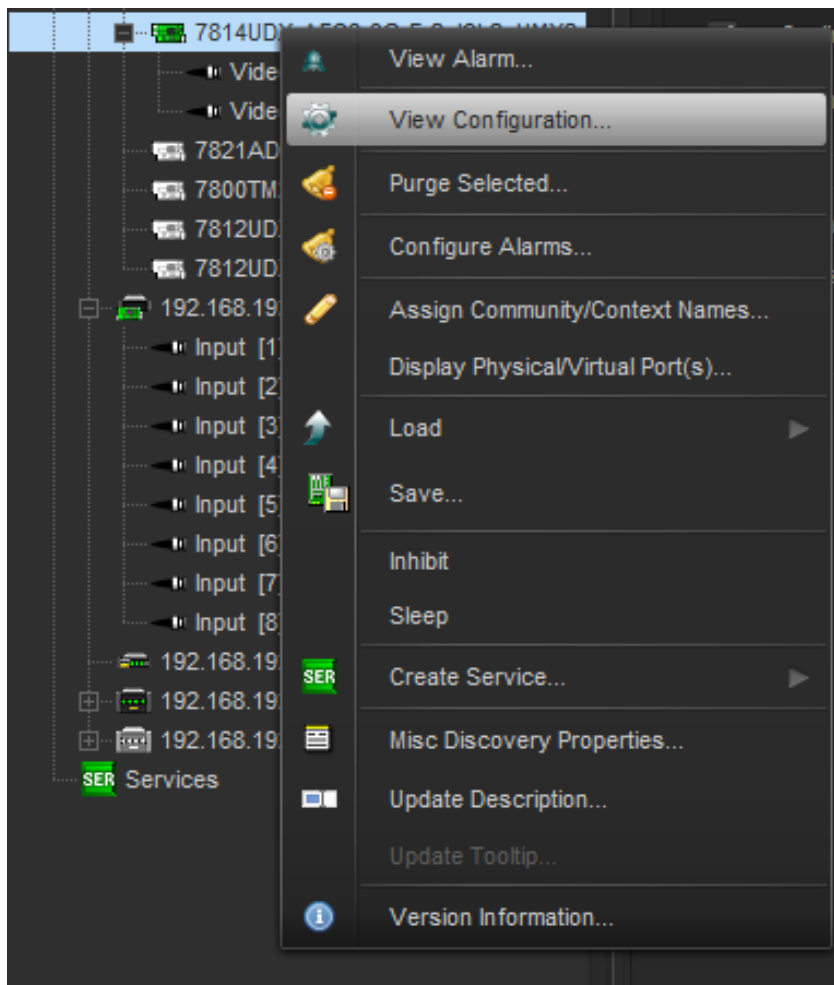 7814UDX
Vide
Vide
7821AD
7800TM
7812UD
7812UD
192.168.19
Input [1]
Input [2
Input [3
Input [4
Input [5
Input [6
Input [7
Input [8
192.168.19
192.168.19
192.168.19
SER Services
View Alarm...
View Configuration...
Purge Selected...
Configure Alarms...
Assign Community/Context Names...
Display Physical/Virtual Port(s)...
Load
Save...
Inhibit
Sleep
SER Create Service...
Misc Discovery Properties...
Update Description...
Update Tooltip...
Version Information...